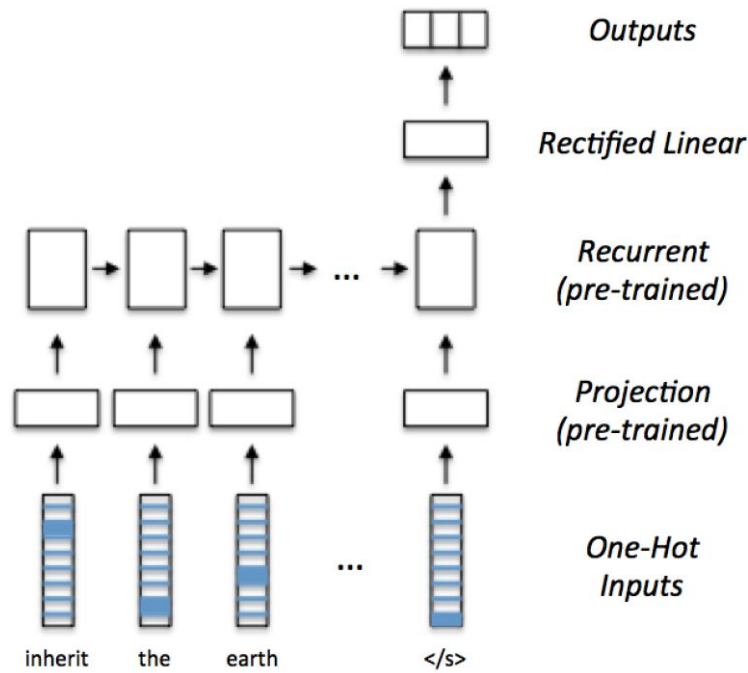 Outputs
Rectified Linear
Recurrent
(pre-trained)
...
Projection
(pre-trained)
One-Hot
Inputs
...
inherit the earth </s>